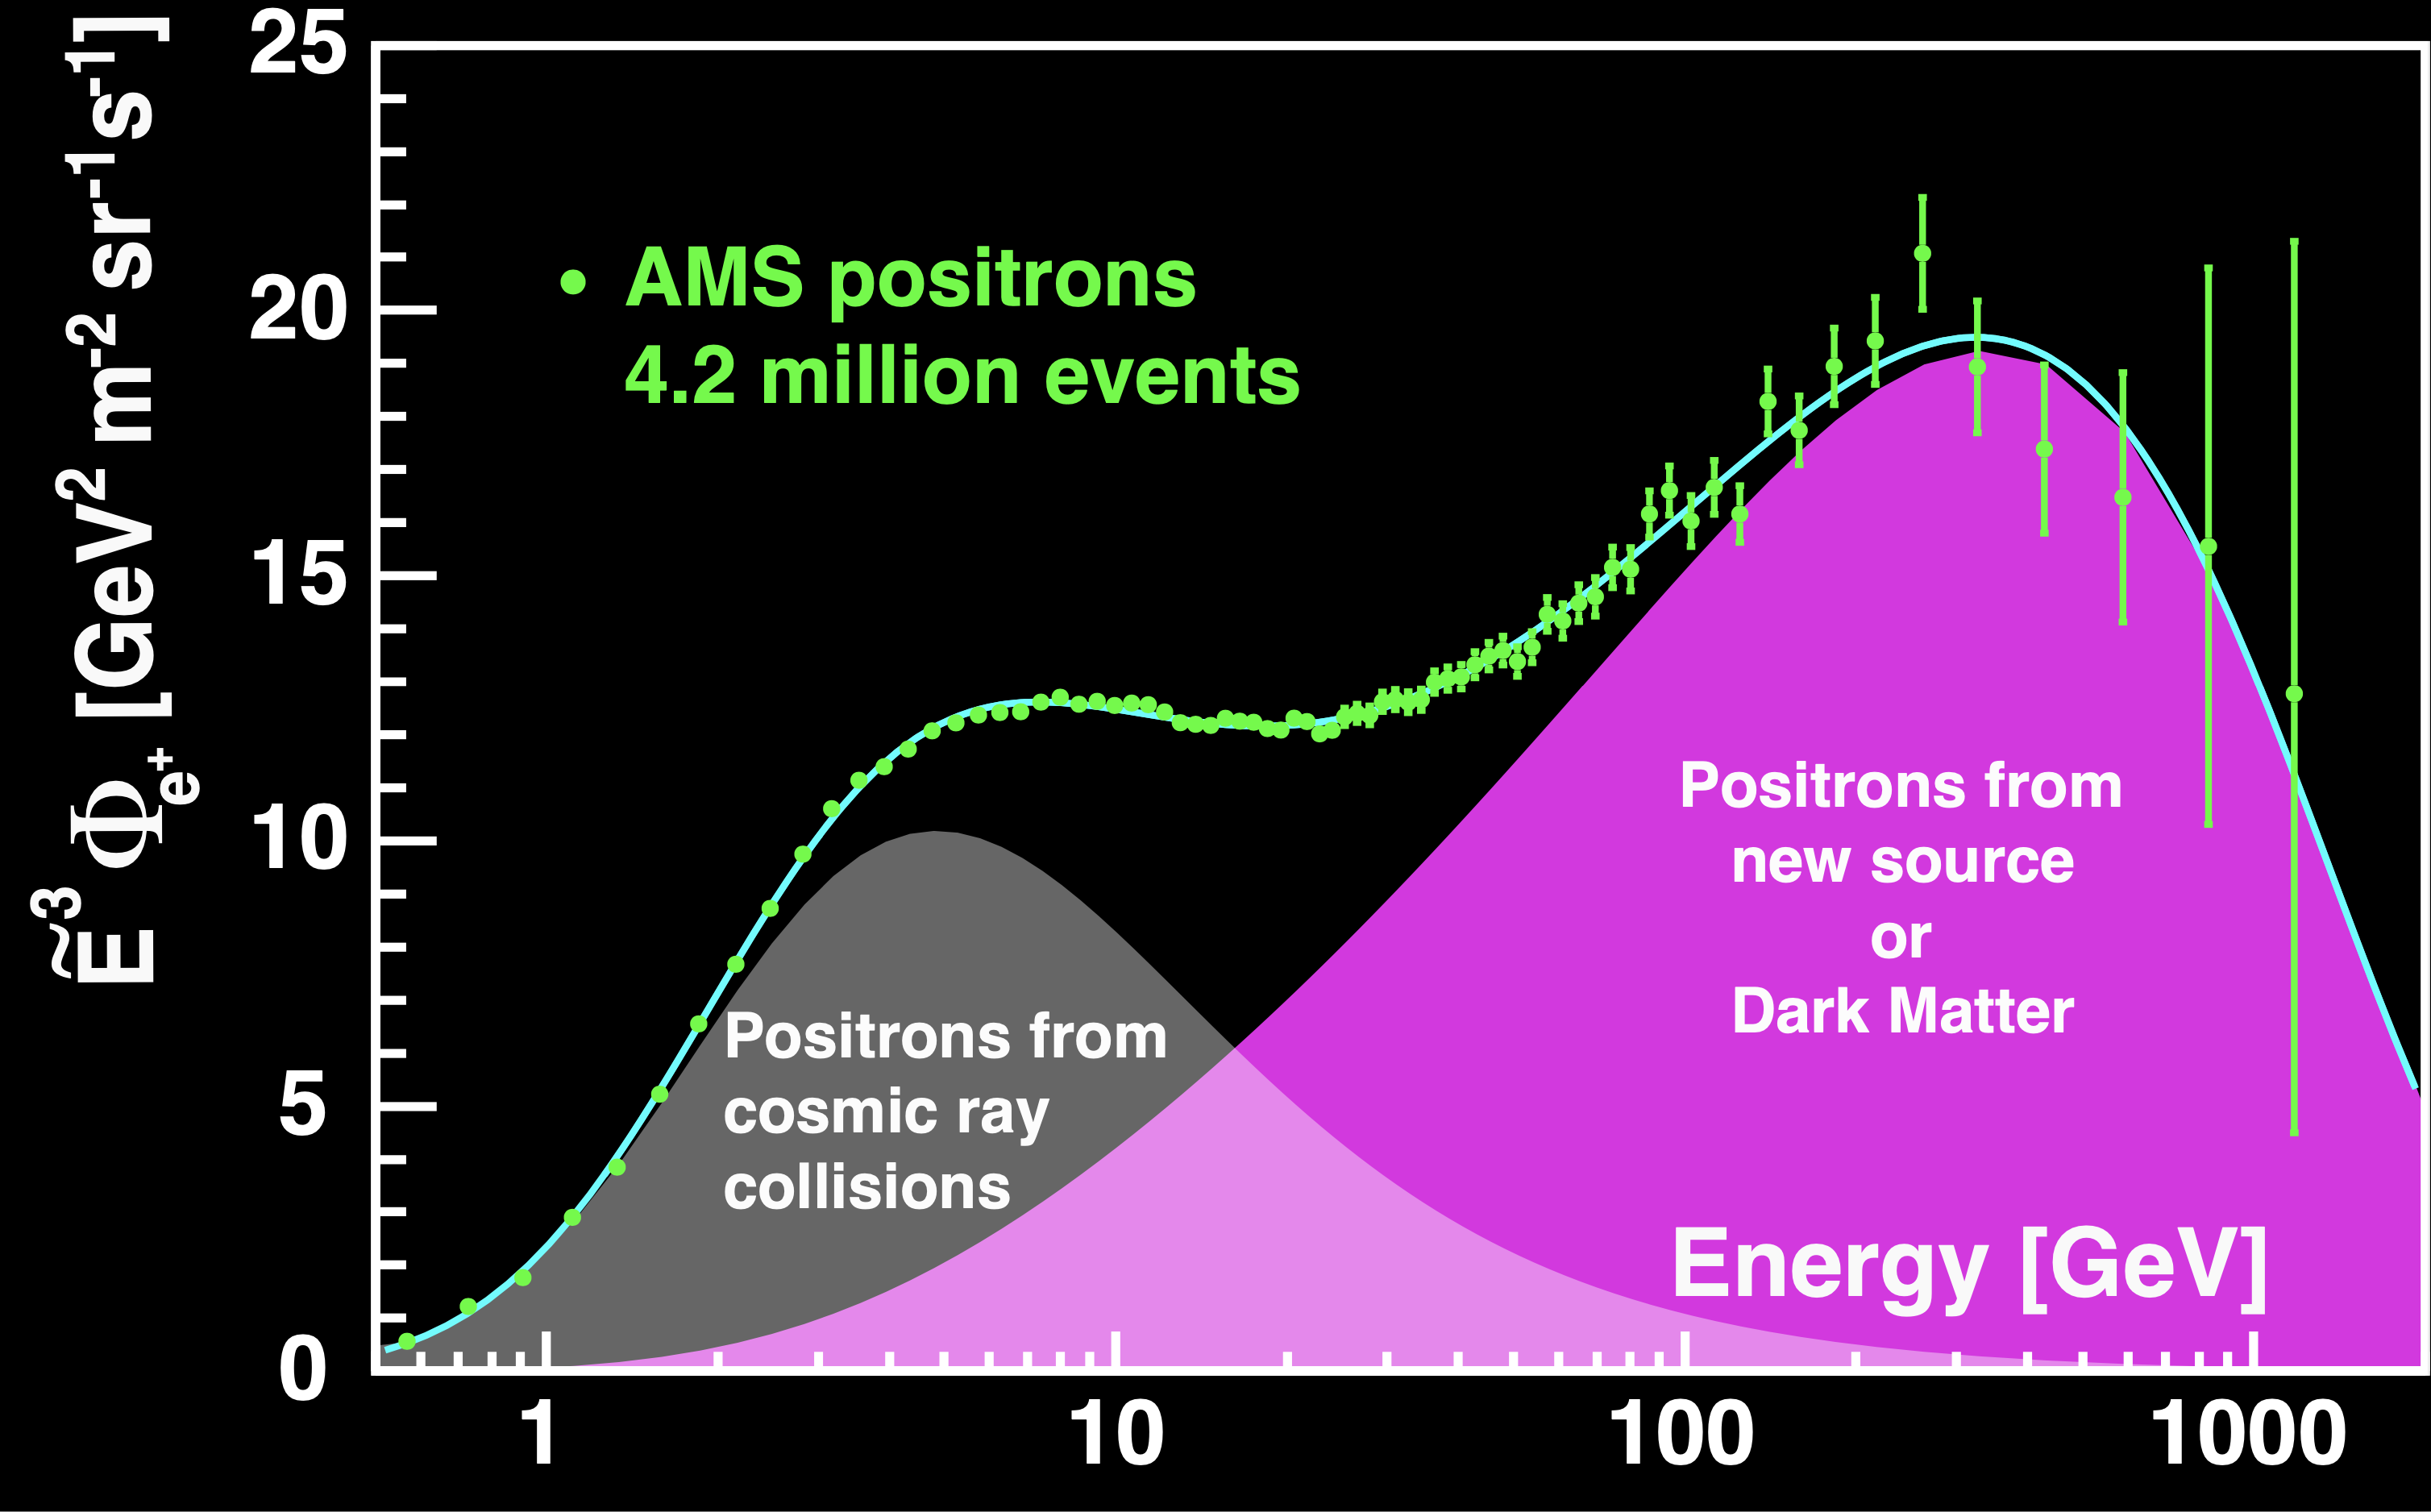 Ẽ³ Φe⁺ [GeV² m⁻² sr⁻¹ s⁻¹]
25
20
15
10
5
0
• AMS positrons
4.2 million events
Positrons from
cosmic ray
collisions
Positrons from
new source
or
Dark Matter
Energy [GeV]
1 10 100 1000